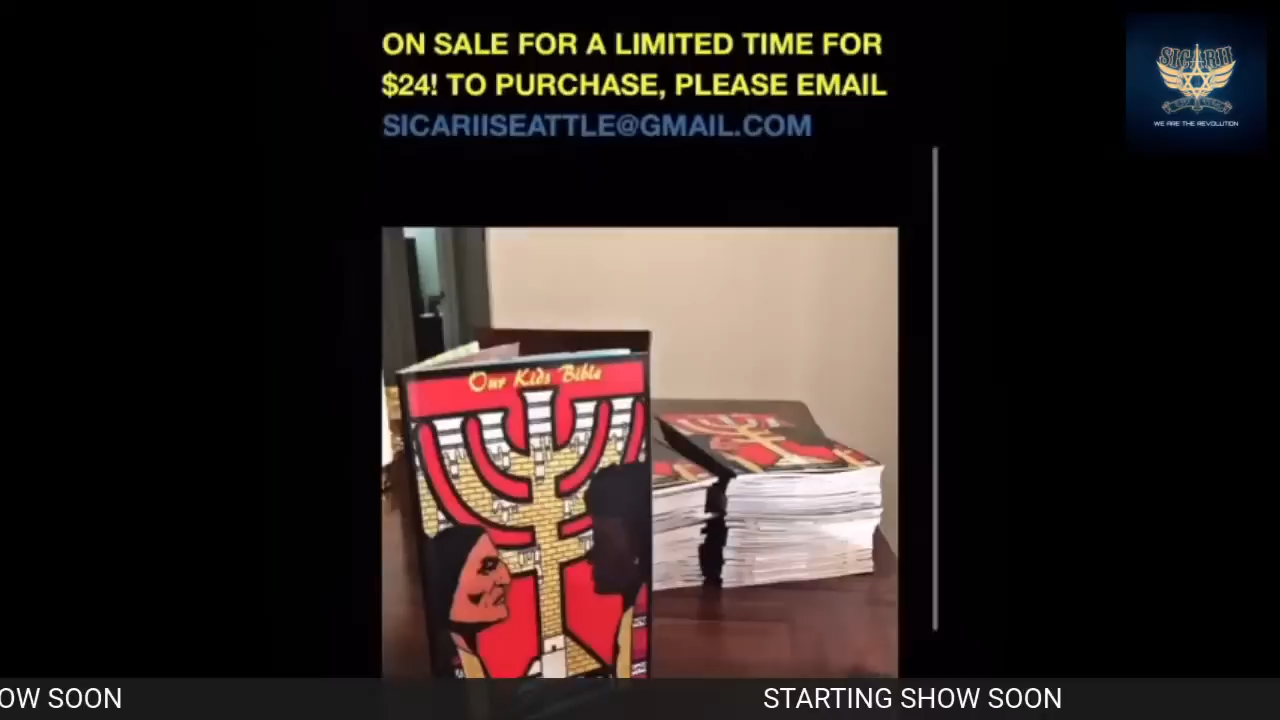 ON SALE FOR A LIMITED TIME FOR
$24! TO PURCHASE, PLEASE EMAIL
SICARIISEATTLE@GMAIL.COM
SICARII
WE ARE THE REVOLUTION
Our Kids Bible
OW SOON
STARTING SHOW SOON